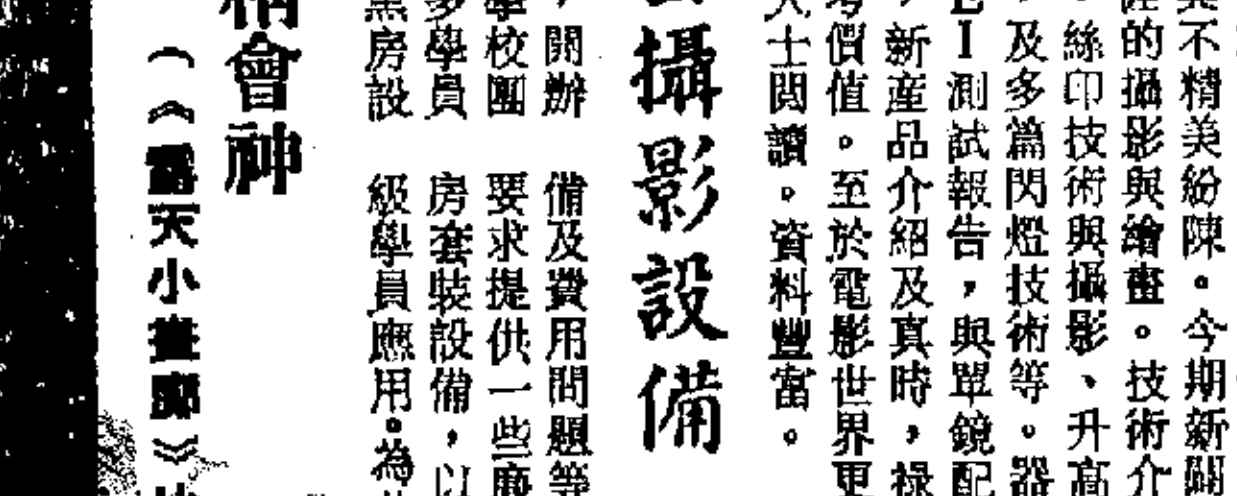 不精美紛陳。今期新闢
的攝影與繪畫。技術介
。絲印技術與攝影、升高
，及多篇閃燈技術等。器
I測試報告，與單鏡配
，新產品介紹及真時，祿
考價值。至於電影世界更
人士閱讀。資料豐富。
攝影設備
，開辦
學校團
多學員
黑房設
備及費用問題等
要求提供一些廉
房套裝設備，以
級學員應用。為
精會神
（《露天小畫廊》